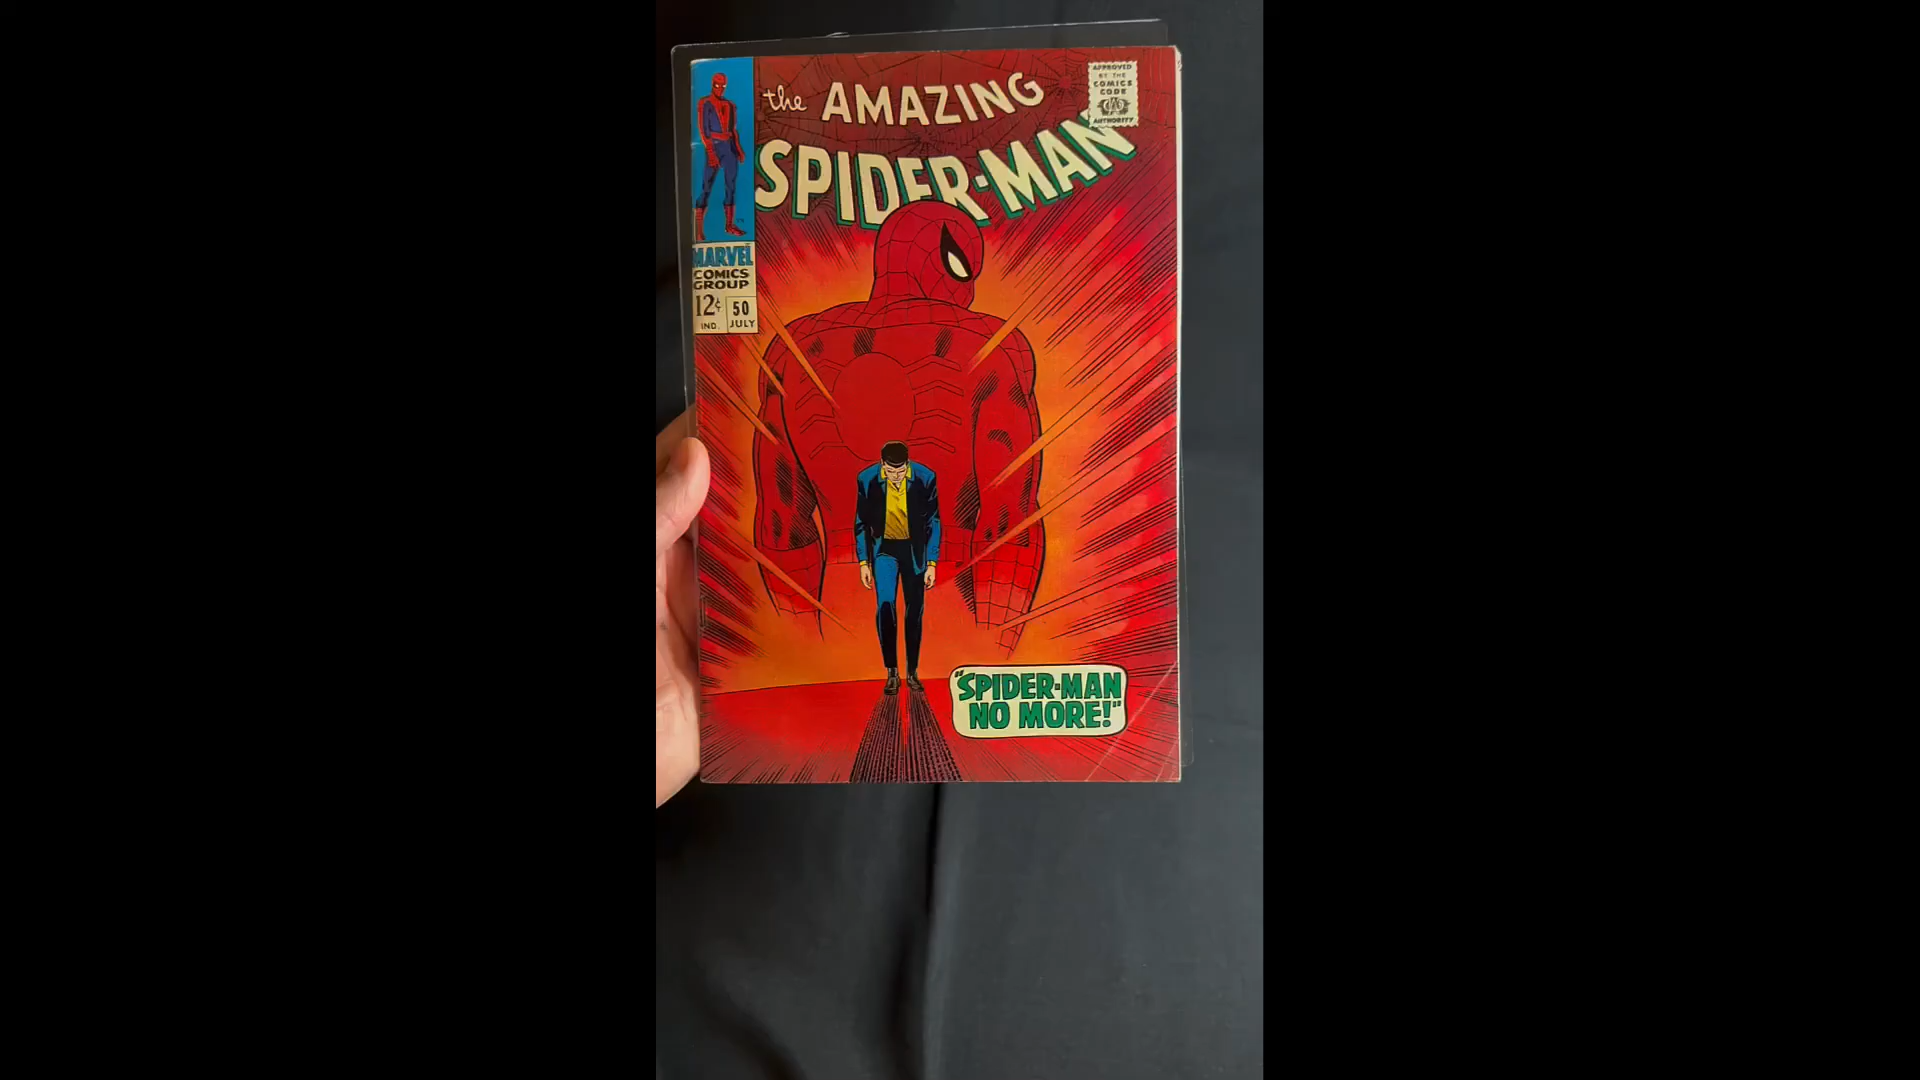 the AMAZING
SPIDER-MAN
APPROVED
BY THE
COMICS
CODE
AUTHORITY
MARVEL
COMICS
GROUP
12¢ 50
IND. JULY
"SPIDER-MAN
NO MORE!"